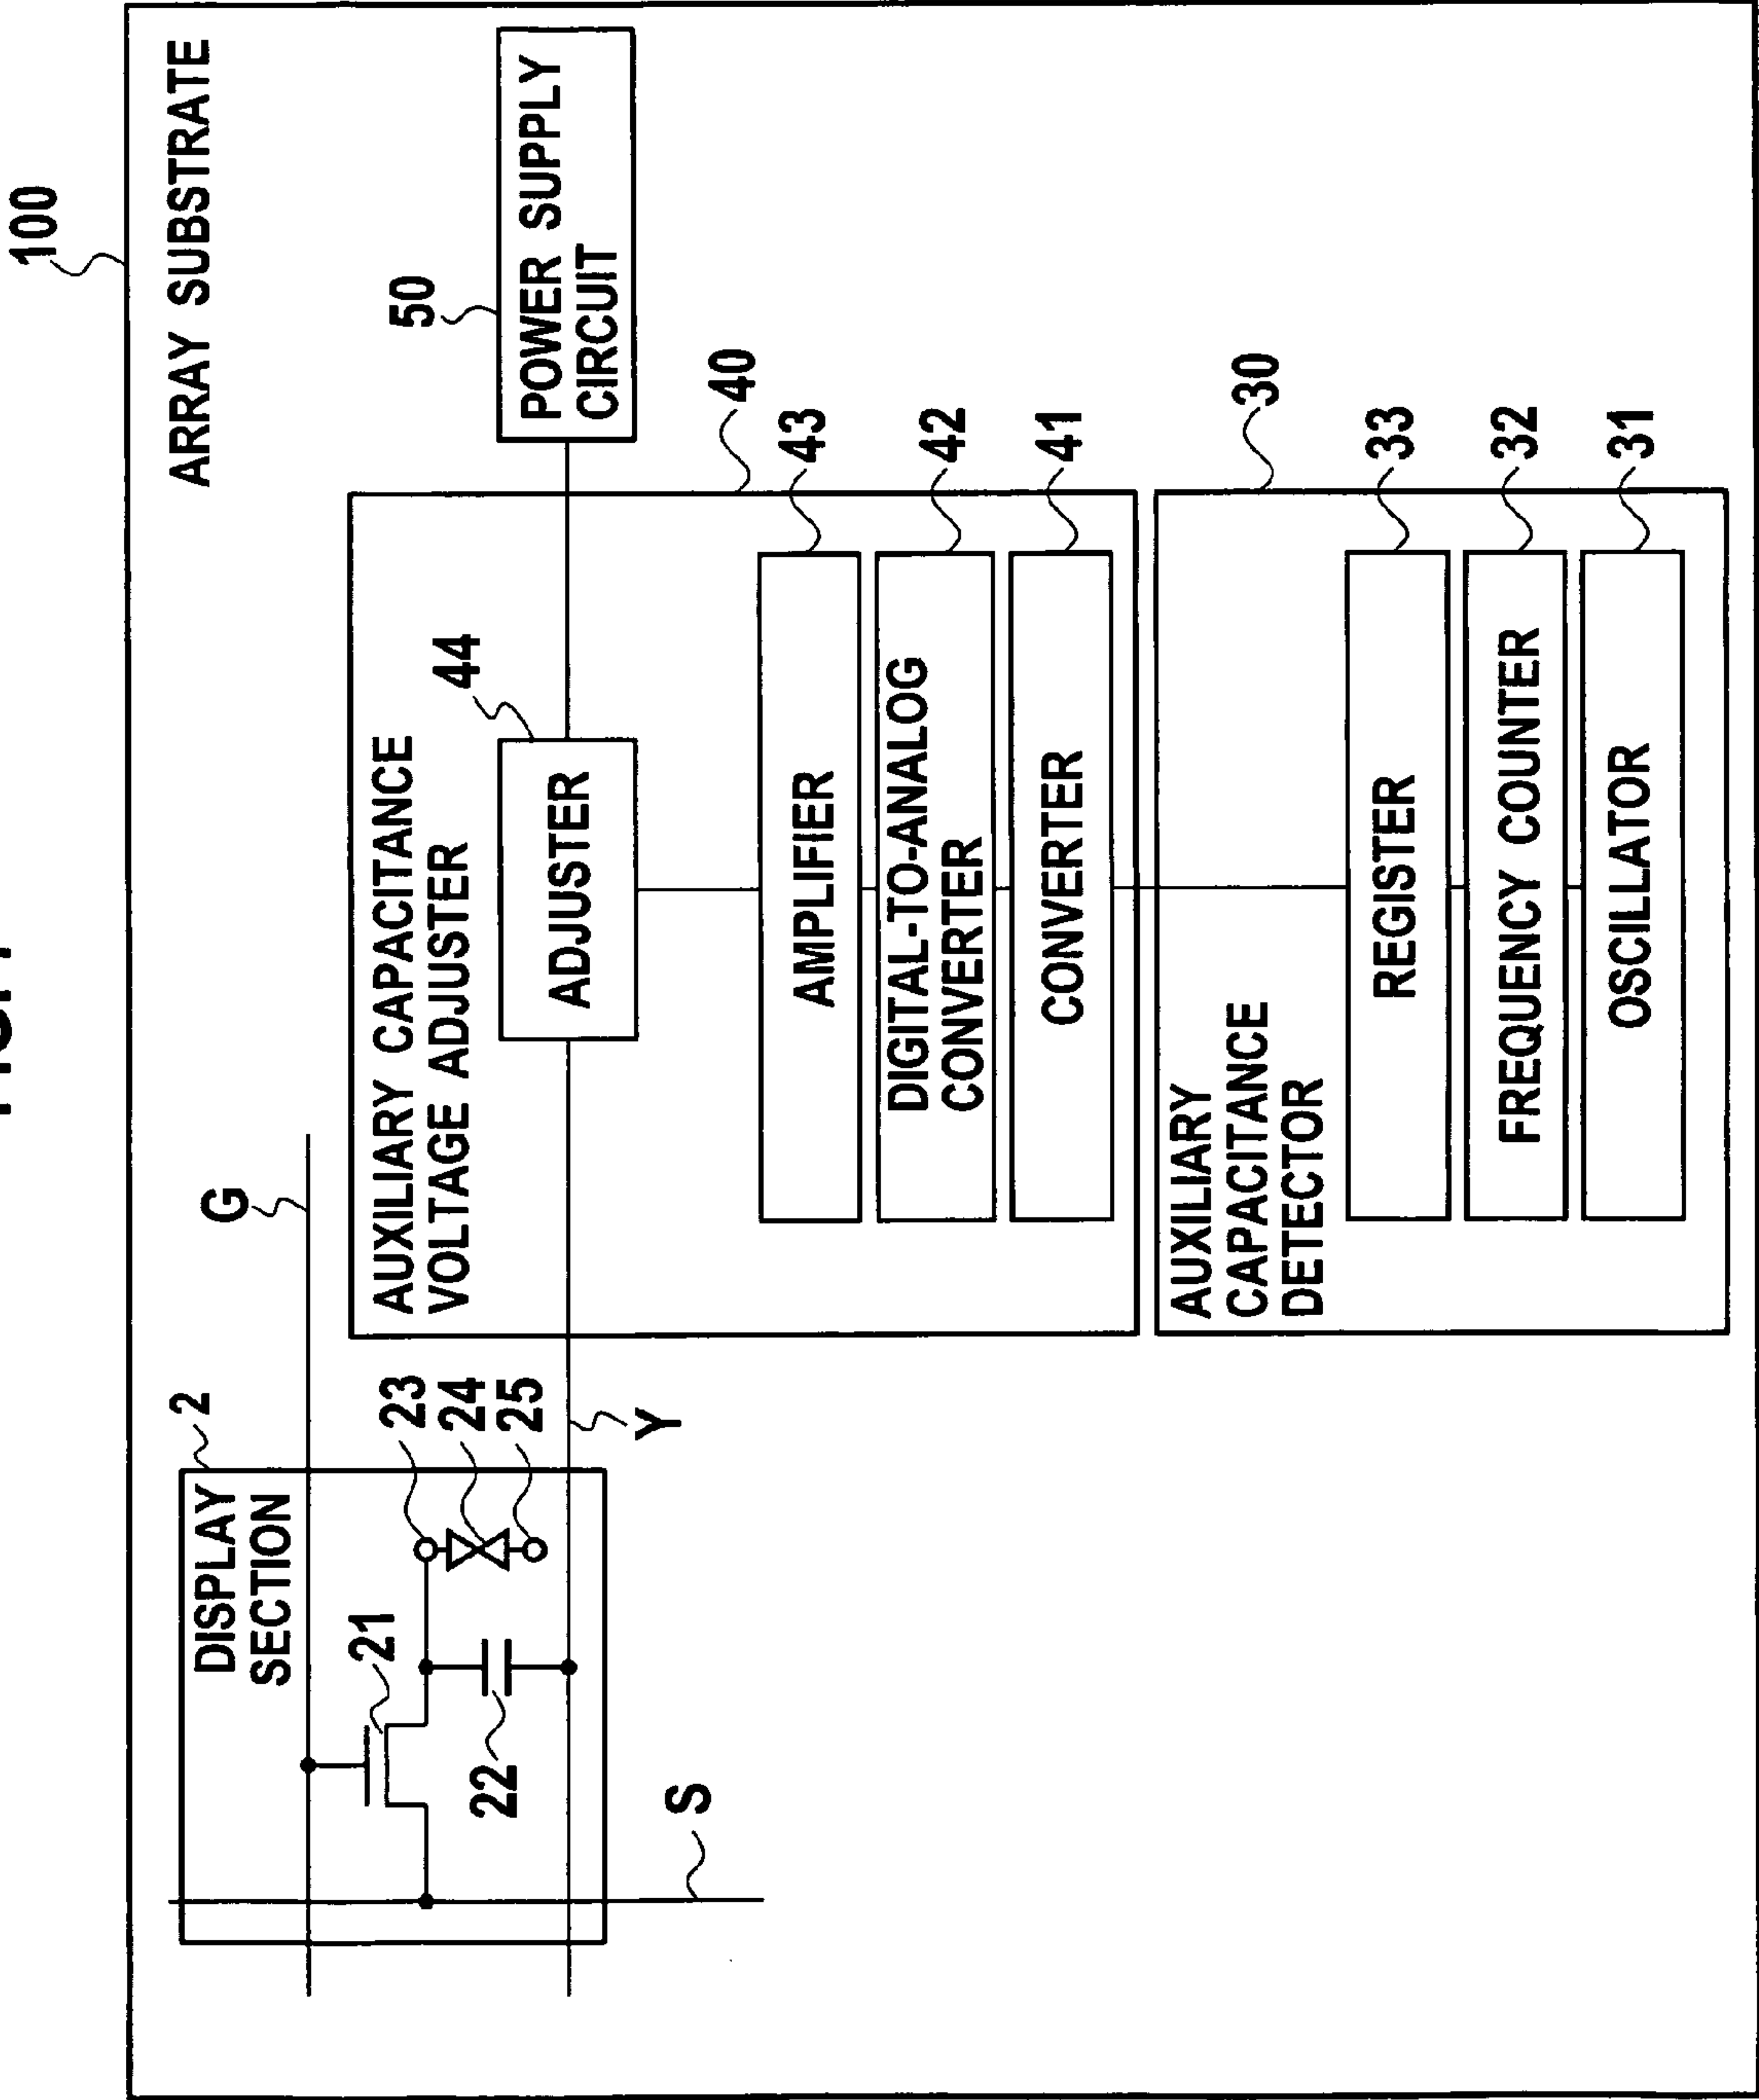 100
ARRAY SUBSTRATE
2
DISPLAY
SECTION
G
21
22
23
24
25
S
Y
AUXILIARY CAPACITANCE
VOLTAGE ADJUSTER
44
ADJUSTER
50
POWER SUPPLY
CIRCUIT
40
AMPLIFIER
43
DIGITAL-TO-ANALOG
CONVERTER
42
CONVERTER
41
AUXILIARY
CAPACITANCE
DETECTOR
30
REGISTER
33
FREQUENCY COUNTER
32
OSCILLATOR
31